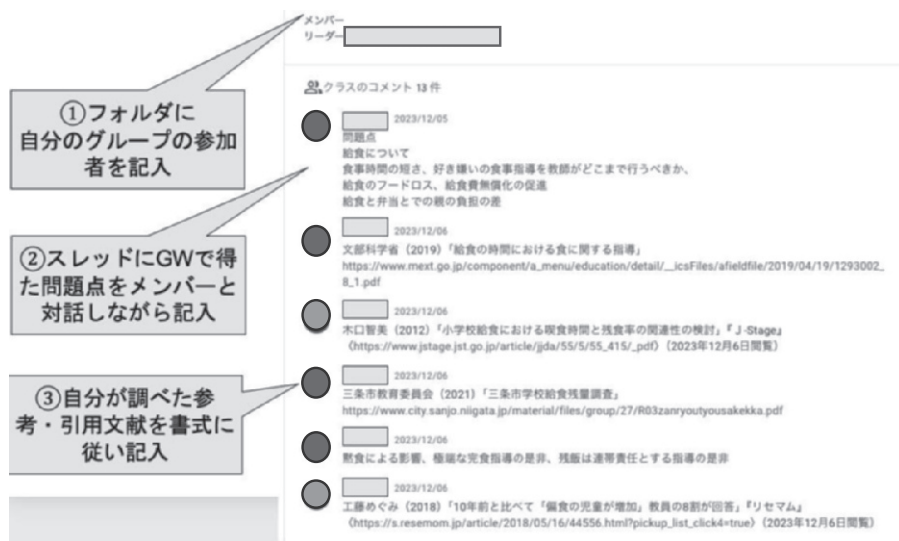 メンバー
リーダー
クラスのコメント 13 件
①フォルダに
自分のグループの参加
者を記入
2023/12/05
問題点
給食について
食事時間の短さ、好き嫌いの食事指導を教師がどこまで行うべきか、
給食のフードロス、給食費無償化の促進
給食と弁当とでの親の負担の差
②スレッドにGWで得
た問題点をメンバーと
対話しながら記入
2023/12/06
文部科学省（2019）「給食の時間における食に関する指導」
https://www.mext.go.jp/component/a_menu/education/detail/__icsFiles/afieldfile/2019/04/19/1293002_
8_1.pdf
2023/12/06
木口智美（2012）「小学校給食における喫食時間と残食率の関連性の検討」『J-Stage』
（https://www.jstage.jst.go.jp/article/jjda/55/5/55_415/_pdf）（2023年12月6日閲覧）
③自分が調べた参
考・引用文献を書式に
従い記入
2023/12/06
三条市教育委員会（2021）「三条市学校給食残量調査」
https://www.city.sanjo.niigata.jp/material/files/group/27/R03zanryoutyousakekka.pdf
2023/12/06
黙食による影響、極端な完食指導の是非、残飯は連帯責任とする指導の是非
2023/12/06
工藤めぐみ（2018）「10年前と比べて「偏食の児童が増加」教員の8割が回答」『リセマム』
（https://s.resemom.jp/article/2018/05/16/44556.html?pickup_list_click4=true）（2023年12月6日閲覧）